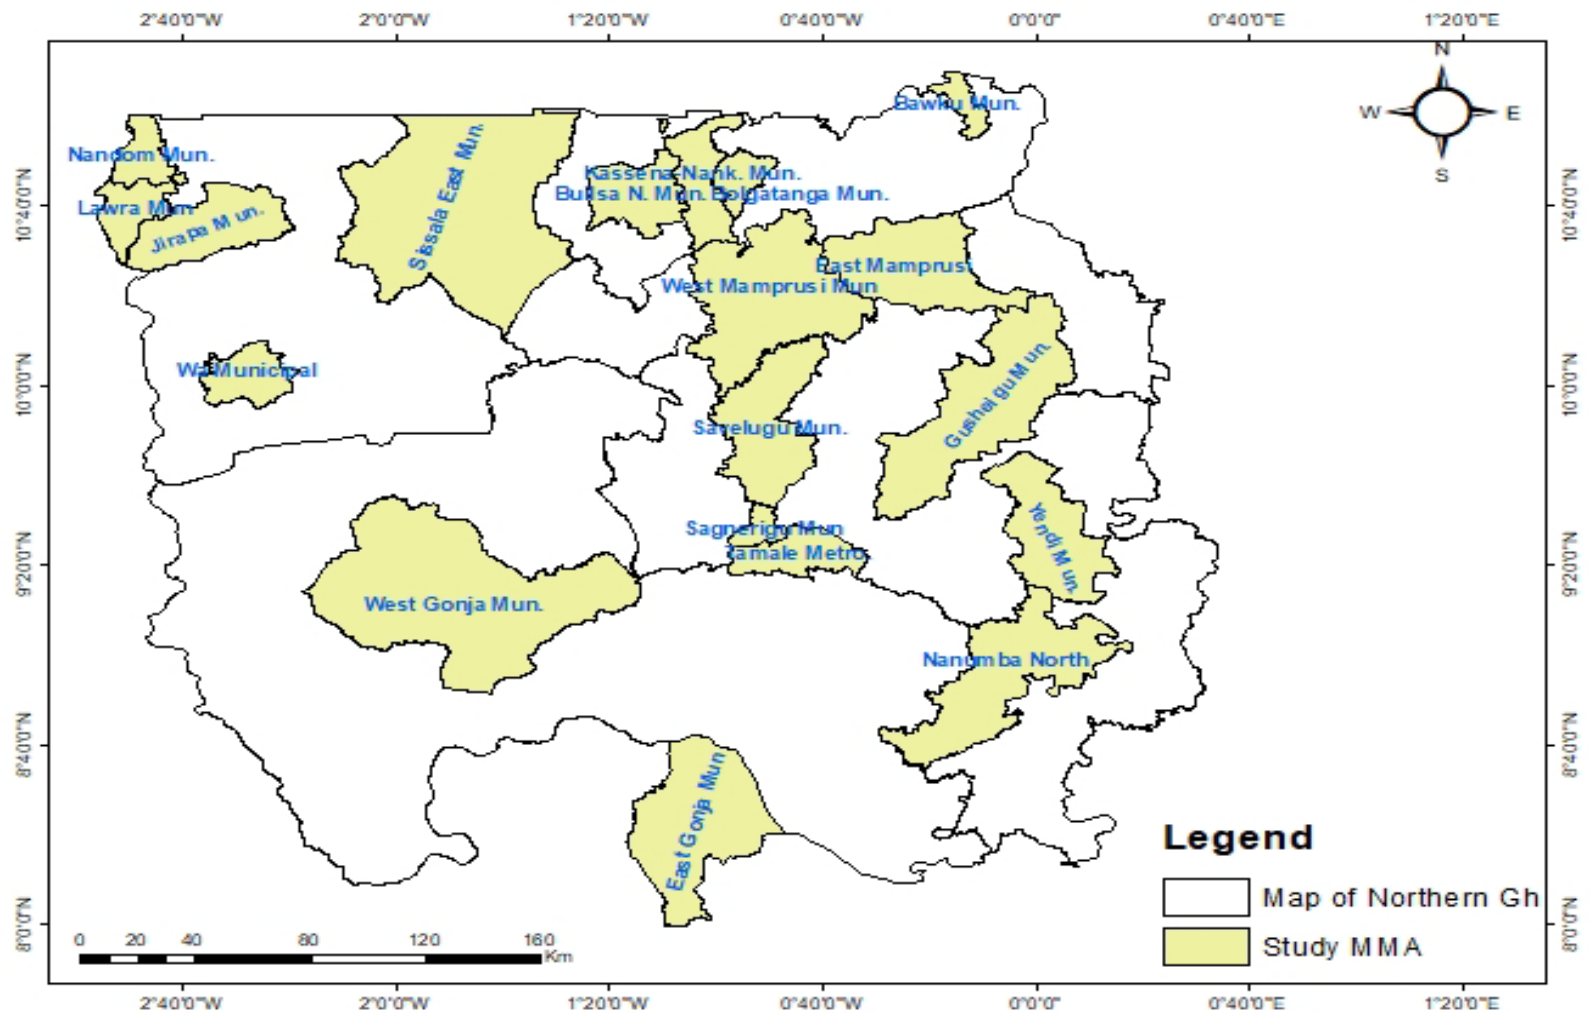 2°40'0"W 2°0'0"W 1°20'0"W 0°40'0"W 0°0'0" 0°40'0"E 1°20'0"E
N
W E
S
Bawku Mun.
Nandom Mun.
Kassena-Nank. Mun.
Builsa N. Mun. Bolgatanga Mun.
Lawra Mun
Jirapa Mun.
Sissala East Mun.
East Mamprusi
West Mamprusi Mun
Wa Municipal
Gusheigu Mun.
Savelugu Mun.
Sagnerigu Mun
Tamale Metro.
Yendi Mun.
West Gonja Mun.
Nanumba North
East Gonja Mun
10°40'0"N 10°40'0"N
10°0'0"N 10°0'0"N
9°20'0"N 9°20'0"N
8°40'0"N 8°40'0"N
8°0'0"N 8°0'0"N
Legend
Map of Northern Gh
Study MMA
0 20 40 80 120 160
Km
2°40'0"W 2°0'0"W 1°20'0"W 0°40'0"W 0°0'0" 0°40'0"E 1°20'0"E